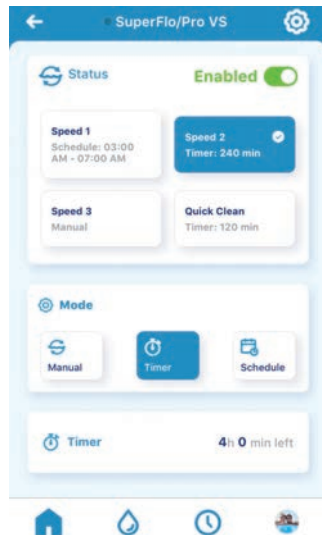 SuperFlo/Pro VS
Status
Enabled
Speed 1
Schedule: 03:00
AM - 07:00 AM
Speed 2
Timer: 240 min
Speed 3
Manual
Quick Clean
Timer: 120 min
Mode
Manual
Timer
Schedule
Timer
4h 0 min left